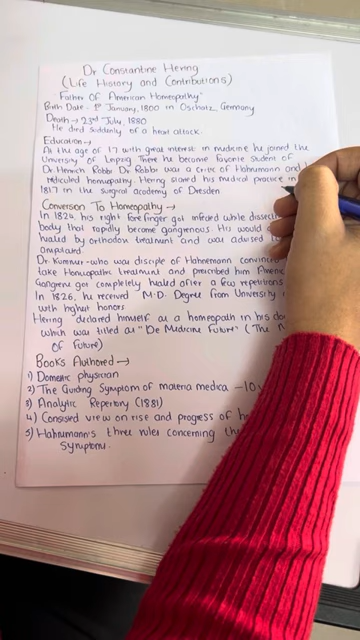 Dr Constantine Hering
(Life History and Contributions)
"Father Of American Homeopathy"
Birth Date - 1st January, 1800 in Oschatz, Germany
Death → 23rd July, 1880
He died suddenly of a heart attack.
Education →
At the age of 17 with great interest in medicine he joined the
University of Leipzig There he become Favorite Student of
Dr. Henrich Robbi Dr Robbi was a critic of Hahnemann and
ridiculed homeopathy. Hering started his medical practice in
1817 in the surgical academy of Dresden
Conversion To Homeopathy →
In 1824, his right forefinger got infected while
body that rapidly become gangrenous. His would
healed by orthodox treatment and was advised
amputated
Dr. Kummer - who was disciple of Hahnemann
take Homeopathic treatment and prescribed him
Gangrene got completely healed after a few repetitions
In 1826, he received M.D. Degree from University
with highest honors
Hering declared himself as a homeopath in his
which was titled as "De Medicine Future" (The
of Future)
Books Authored →
1) Domestic physician
2) The Guiding Symptom of materia medica - 10
3) Analytic Repertory (1881)
4) view on rise and progress of
5) Hahnemann's three rules concerning the
Symptoms.